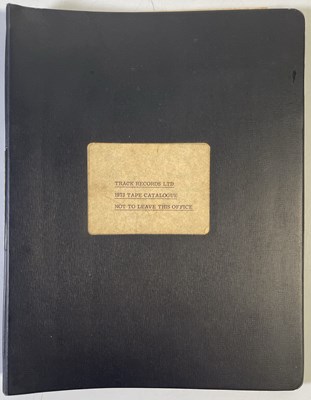 TRACK RECORDS LTD
1972 TAPE CATALOGUE
NOT TO LEAVE THIS OFFICE